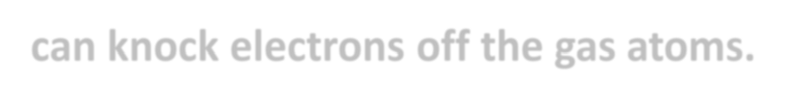 can knock electrons off the gas atoms.